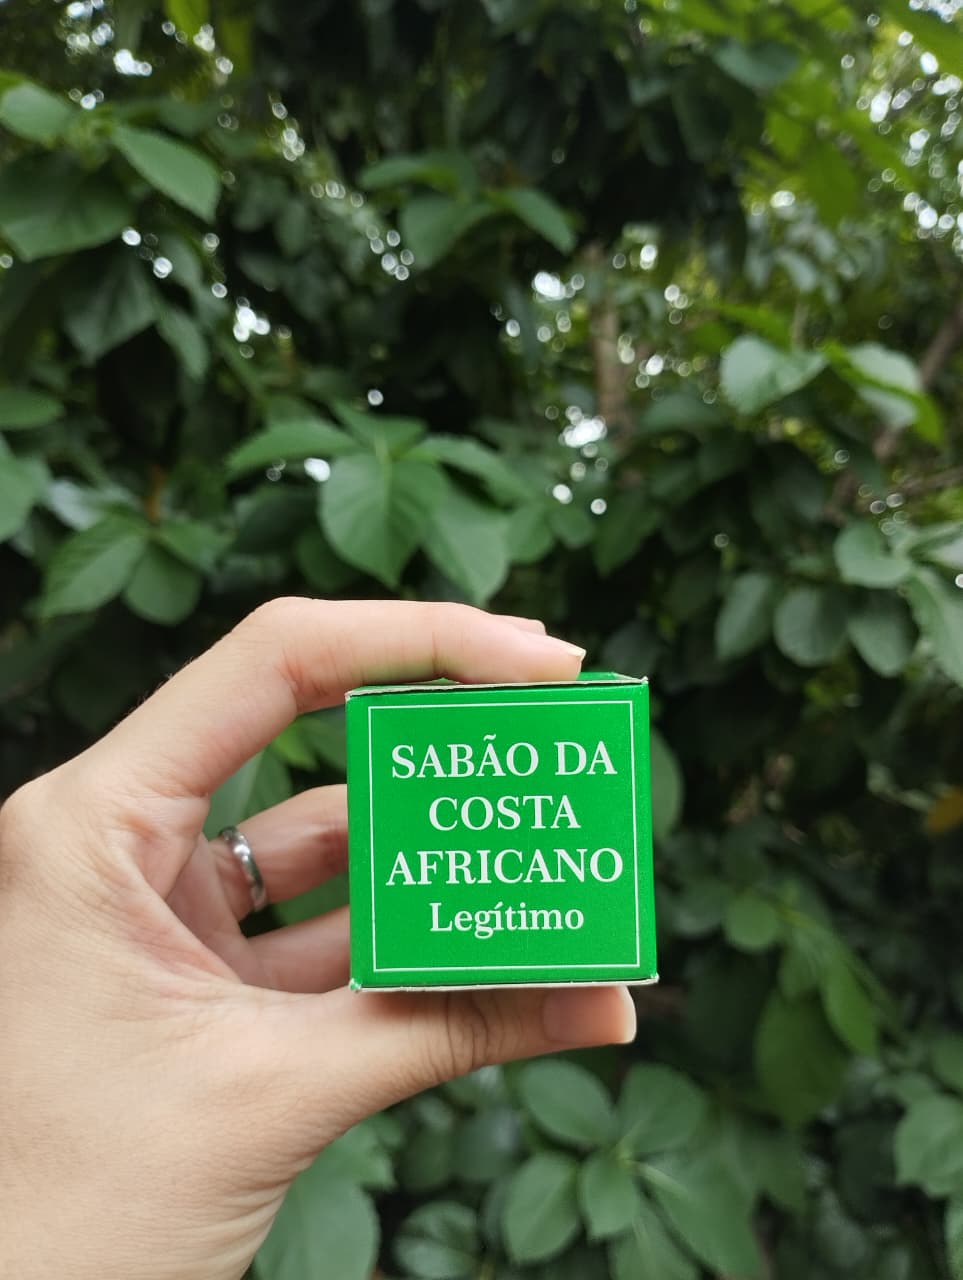 SABÃO DA
COSTA
AFRICANO
Legítimo